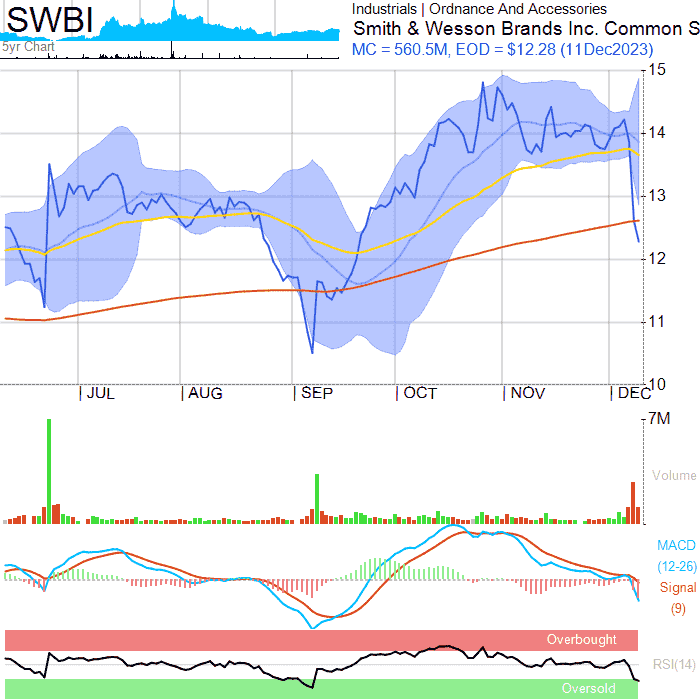 SWBI
5yr Chart
Industrials | Ordnance And Accessories
Smith & Wesson Brands Inc. Common S
MC = 560.5M, EOD = $12.28 (11Dec2023)
15
14
13
12
11
10
JUL
AUG
SEP
OCT
NOV
DEC
7M
Volume
MACD
(12-26)
Signal
(9)
Overbought
RSI(14)
Oversold